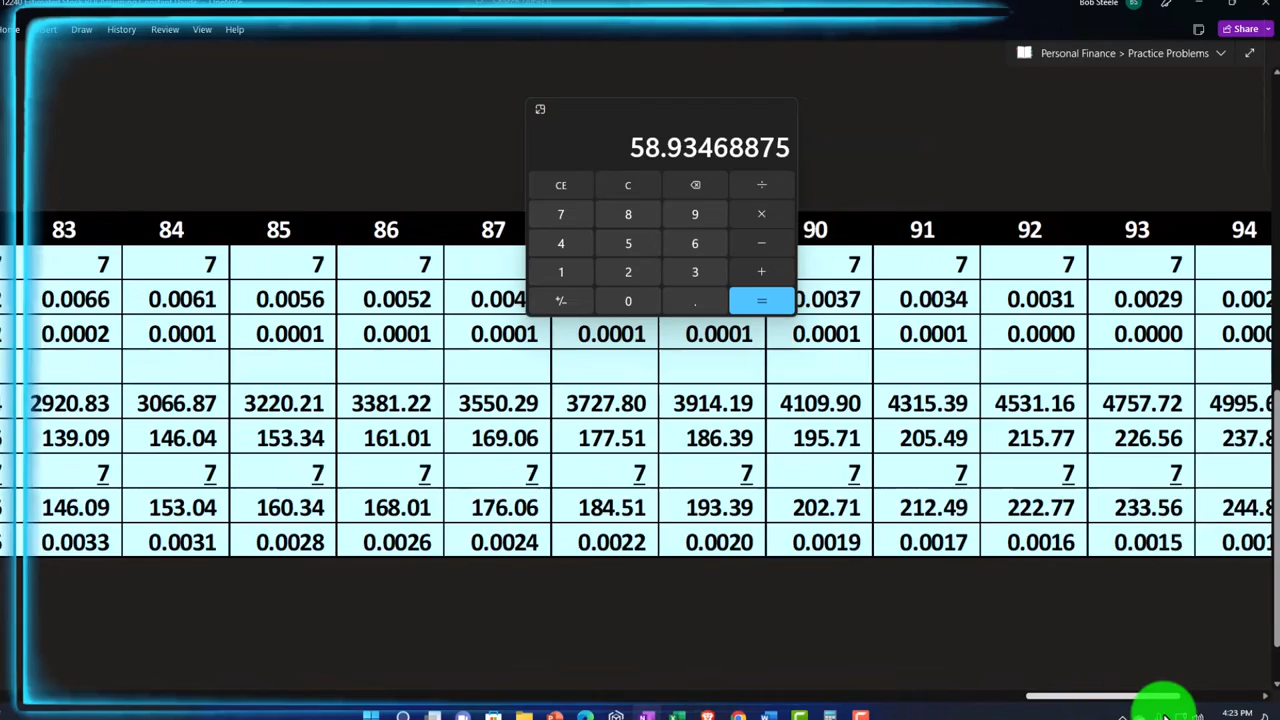 Bob Steele BS
Insert Draw History Review View Help Share
Personal Finance > Practice Problems
58.93468875
CE C ÷
7 8 9 ×
4 5 6 −
1 2 3 +
+/− 0 . =
83 84 85 86 87 90 91 92 93 94
7 7 7 7 7 7 7 7
0.0066 0.0061 0.0056 0.0052 0.0037 0.0034 0.0031 0.0029
0.0002 0.0001 0.0001 0.0001 0.0001 0.0001 0.0001 0.0001 0.0001 0.0000 0.0000
2920.83 3066.87 3220.21 3381.22 3550.29 3727.80 3914.19 4109.90 4315.39 4531.16 4757.72
139.09 146.04 153.34 161.01 169.06 177.51 186.39 195.71 205.49 215.77 226.56
7 7 7 7 7 7 7 7 7 7 7
146.09 153.04 160.34 168.01 176.06 184.51 193.39 202.71 212.49 222.77 233.56
0.0033 0.0031 0.0028 0.0026 0.0024 0.0022 0.0020 0.0019 0.0017 0.0016 0.0015
4:23 PM